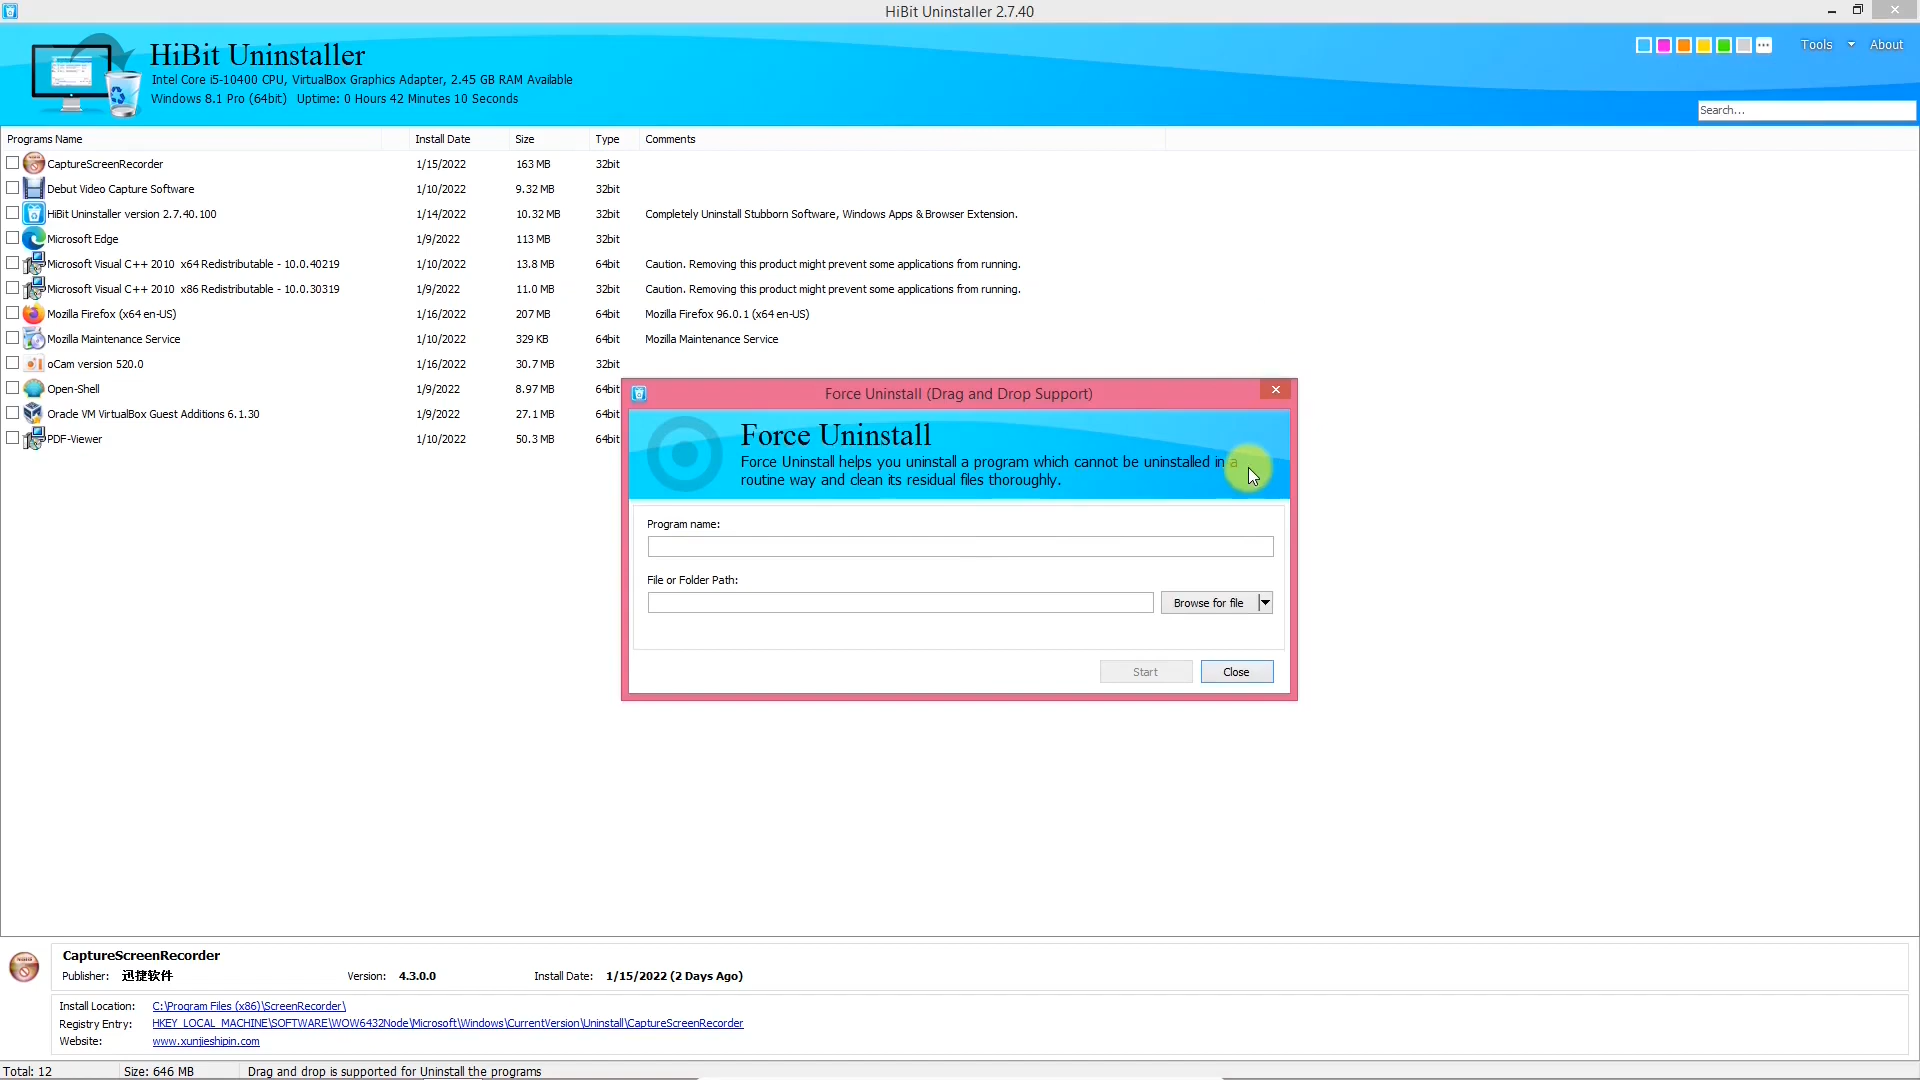 HiBit Uninstaller 2.7.40
HiBit Uninstaller
Intel Core i5-10400 CPU, VirtualBox Graphics Adapter, 2.45 GB RAM Available
Windows 8.1 Pro (64bit) Uptime: 0 Hours 42 Minutes 10 Seconds
Tools About
Search...
Programs Name Install Date Size Type Comments
CaptureScreenRecorder 1/15/2022 163 MB 32bit
Debut Video Capture Software 1/10/2022 9.32 MB 32bit
HiBit Uninstaller version 2.7.40.100 1/14/2022 10.32 MB 32bit Completely Uninstall Stubborn Software, Windows Apps & Browser Extension.
Microsoft Edge 1/9/2022 113 MB 32bit
Microsoft Visual C++ 2010 x64 Redistributable - 10.0.40219 1/10/2022 13.8 MB 64bit Caution. Removing this product might prevent some applications from running.
Microsoft Visual C++ 2010 x86 Redistributable - 10.0.30319 1/9/2022 11.0 MB 32bit Caution. Removing this product might prevent some applications from running.
Mozilla Firefox (x64 en-US) 1/16/2022 207 MB 64bit Mozilla Firefox 96.0.1 (x64 en-US)
Mozilla Maintenance Service 1/10/2022 329 KB 64bit Mozilla Maintenance Service
oCam version 520.0 1/16/2022 30.7 MB 32bit
Open-Shell 1/9/2022 8.97 MB 64bit
Oracle VM VirtualBox Guest Additions 6.1.30 1/9/2022 27.1 MB 64bit
PDF-Viewer 1/10/2022 50.3 MB 64bit
Force Uninstall (Drag and Drop Support)
Force Uninstall
Force Uninstall helps you uninstall a program which cannot be uninstalled in a
routine way and clean its residual files thoroughly.
Program name:
File or Folder Path:
Browse for file
Start Close
CaptureScreenRecorder
Publisher: 迅捷软件 Version: 4.3.0.0 Install Date: 1/15/2022 (2 Days Ago)
Install Location: C:\Program Files (x86)\ScreenRecorder\
Registry Entry: HKEY_LOCAL_MACHINE\SOFTWARE\WOW6432Node\Microsoft\Windows\CurrentVersion\Uninstall\CaptureScreenRecorder
Website: www.xunjieshipin.com
Total: 12 Size: 646 MB Drag and drop is supported for Uninstall the programs